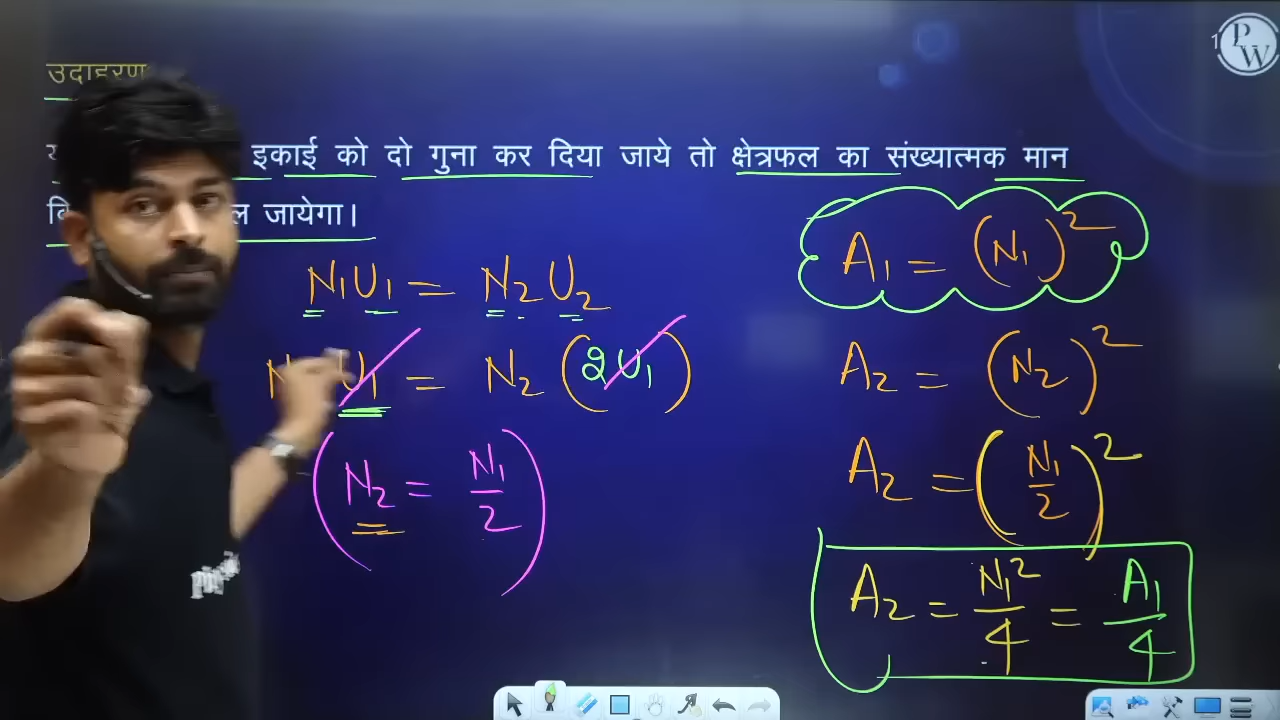 उदाहरण
इकाई को दो गुना कर दिया जाये तो क्षेत्रफल का संख्यात्मक मान
जायेगा।
N₁U₁ = N₂U₂
U₁ = N₂ (2U₁)
(N₂ = N₁/2)
A₁ = (N₁)²
A₂ = (N₂)²
A₂ = (N₁/2)²
A₂ = N₁²/4 = A₁/4
PW